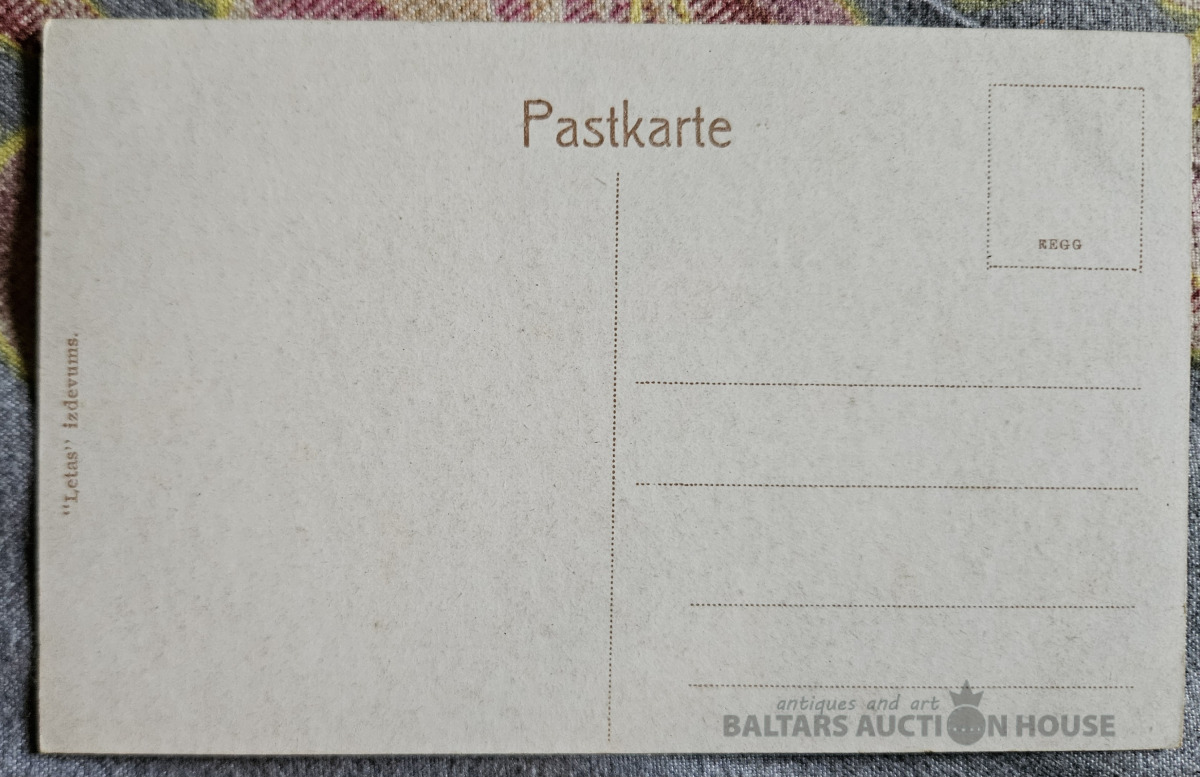 Pastkarte
REGG
"Letas" izdevums.
antiques and art
BALTARS AUCTION HOUSE